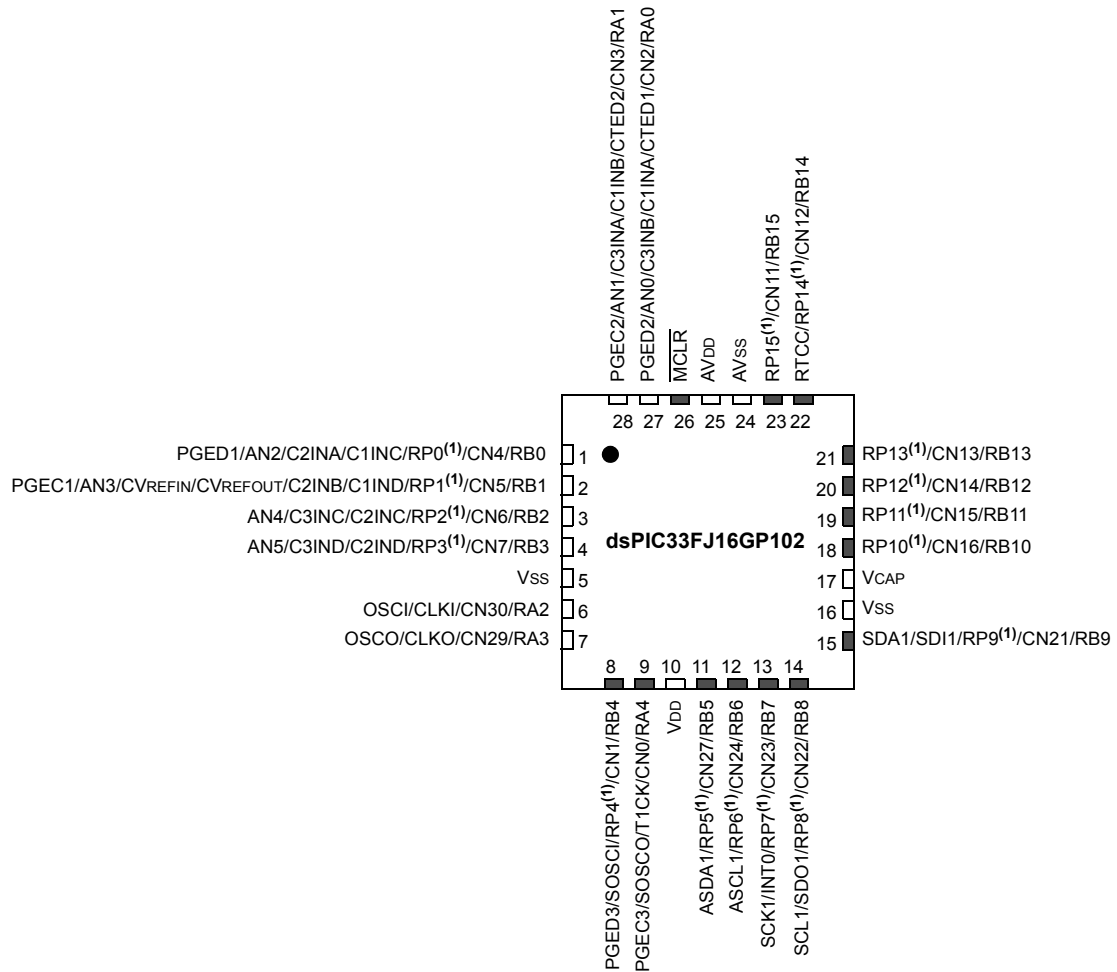 PGEC2/AN1/C3INA/C1INB/CTED2/CN3/RA1
PGED2/AN0/C3INB/C1INA/CTED1/CN2/RA0
MCLR
AVDD
AVSS
RP15(1)/CN11/RB15
RTCC/RP14(1)/CN12/RB14
28 27 26 25 24 23 22
PGED1/AN2/C2INA/C1INC/RP0(1)/CN4/RB0 1
PGEC1/AN3/CVREFIN/CVREFOUT/C2INB/C1IND/RP1(1)/CN5/RB1 2
AN4/C3INC/C2INC/RP2(1)/CN6/RB2 3
AN5/C3IND/C2IND/RP3(1)/CN7/RB3 4
VSS 5
OSCI/CLKI/CN30/RA2 6
OSCO/CLKO/CN29/RA3 7
dsPIC33FJ16GP102
21 RP13(1)/CN13/RB13
20 RP12(1)/CN14/RB12
19 RP11(1)/CN15/RB11
18 RP10(1)/CN16/RB10
17 VCAP
16 VSS
15 SDA1/SDI1/RP9(1)/CN21/RB9
8 9 10 11 12 13 14
PGED3/SOSCI/RP4(1)/CN1/RB4
PGEC3/SOSCO/T1CK/CN0/RA4
VDD
ASDA1/RP5(1)/CN27/RB5
ASCL1/RP6(1)/CN24/RB6
SCK1/INT0/RP7(1)/CN23/RB7
SCL1/SDO1/RP8(1)/CN22/RB8